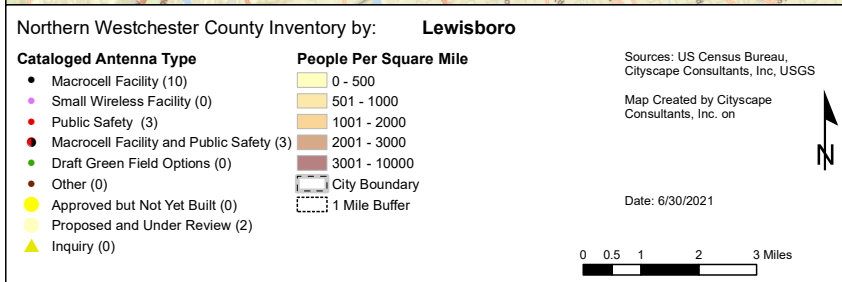 Northern Westchester County Inventory by: Lewisboro
Cataloged Antenna Type
Macrocell Facility (10)
Small Wireless Facility (0)
Public Safety (3)
Macrocell Facility and Public Safety (3)
Draft Green Field Options (0)
Other (0)
Approved but Not Yet Built (0)
Proposed and Under Review (2)
Inquiry (0)
People Per Square Mile
0 - 500
501 - 1000
1001 - 2000
2001 - 3000
3001 - 10000
City Boundary
1 Mile Buffer
Sources: US Census Bureau,
Cityscape Consultants, Inc, USGS
Map Created by Cityscape
Consultants, Inc. on
N
Date: 6/30/2021
0 0.5 1 2 3 Miles